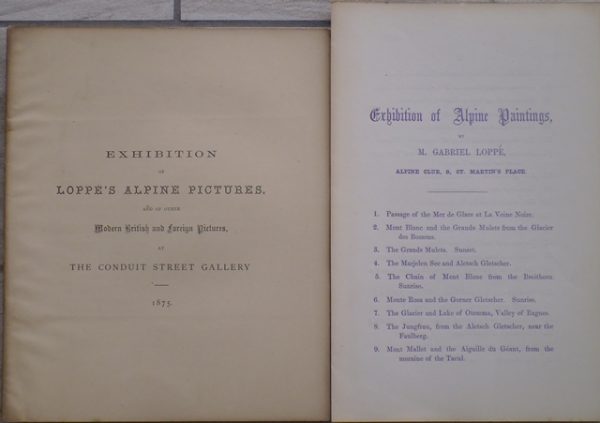 EXHIBITION
OF
LOPPÉ'S ALPINE PICTURES,
AND OF OTHER
Modern British and Foreign Pictures,
AT
THE CONDUIT STREET GALLERY
1875.
Exhibition of Alpine Paintings,
BY
M. GABRIEL LOPPÉ,
ALPINE CLUB, 8, ST. MARTIN'S PLACE
1. Passage of the Mer de Glace at La Veine Noire.
2. Mont Blanc and the Grands Mulets from the Glacier
des Bossons.
3. The Grands Mulets. Sunset.
4. The Marjelen See and Aletsch Gletscher.
5. The Chain of Mont Blanc from the Breithorn
Sunrise.
6. Monte Rosa and the Gorner Gletscher. Sunrise.
7. The Glacier and Lake of Otemma, Valley of Bagnes.
8. The Jungfrau, from the Aletsch Gletscher, near the
Faulberg.
9. Mont Mallet and the Aiguille du Géant, from the
moraine of the Tacul.